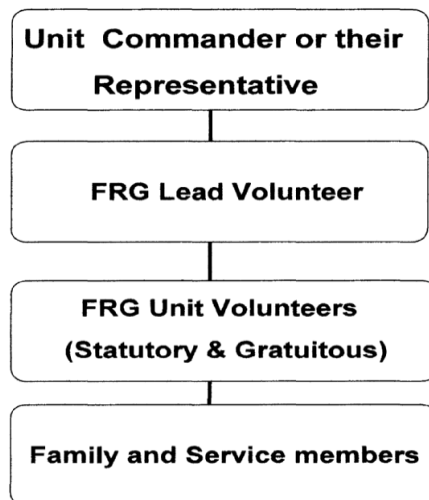 Unit Commander or their
Representative
FRG Lead Volunteer
FRG Unit Volunteers
(Statutory & Gratuitous)
Family and Service members